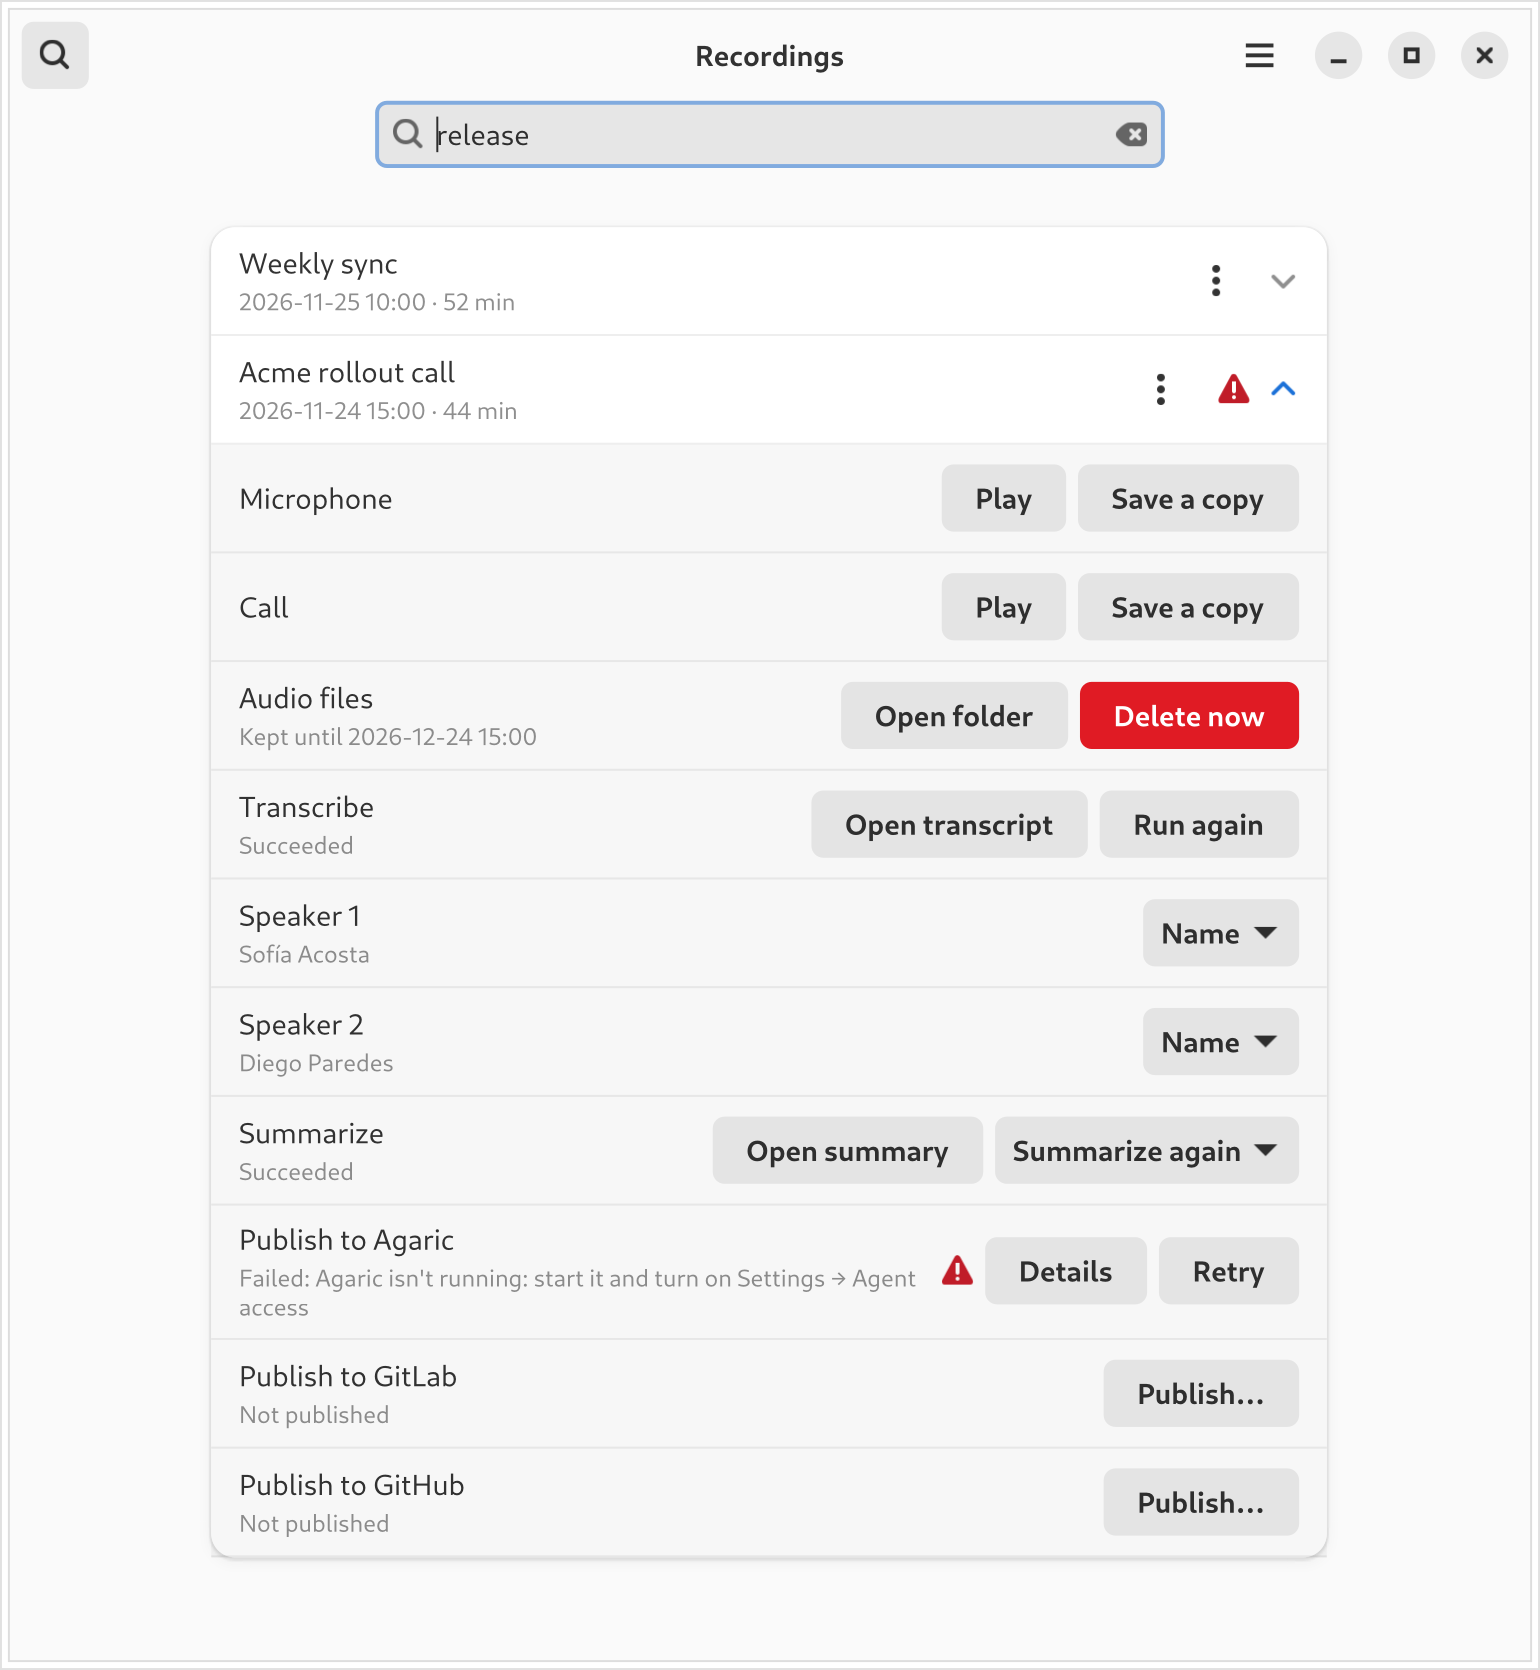 Recordings
release
Weekly sync
2026-11-25 10:00 · 52 min
Acme rollout call
2026-11-24 15:00 · 44 min
Microphone
Play
Save a copy
Call
Play
Save a copy
Audio files
Kept until 2026-12-24 15:00
Open folder
Delete now
Transcribe
Succeeded
Open transcript
Run again
Speaker 1
Sofía Acosta
Name
Speaker 2
Diego Paredes
Name
Summarize
Succeeded
Open summary
Summarize again
Publish to Agaric
Failed: Agaric isn't running: start it and turn on Settings → Agent
access
Details
Retry
Publish to GitLab
Not published
Publish...
Publish to GitHub
Not published
Publish...